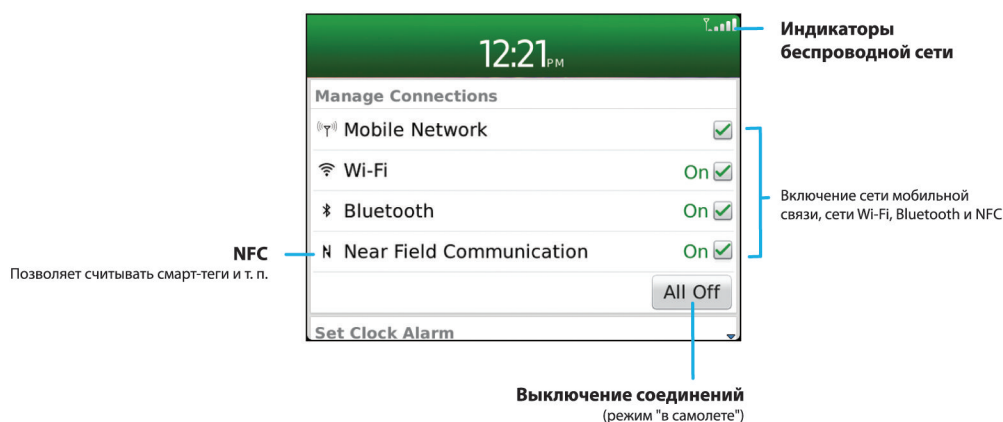 Индикаторы
беспроводной сети
12:21 PM
Manage Connections
Mobile Network
Wi-Fi On
Bluetooth On
Near Field Communication On
All Off
Set Clock Alarm
Включение сети мобильной
связи, сети Wi-Fi, Bluetooth и NFC
NFC
Позволяет считывать смарт-теги и т. п.
Выключение соединений
(режим "в самолете")